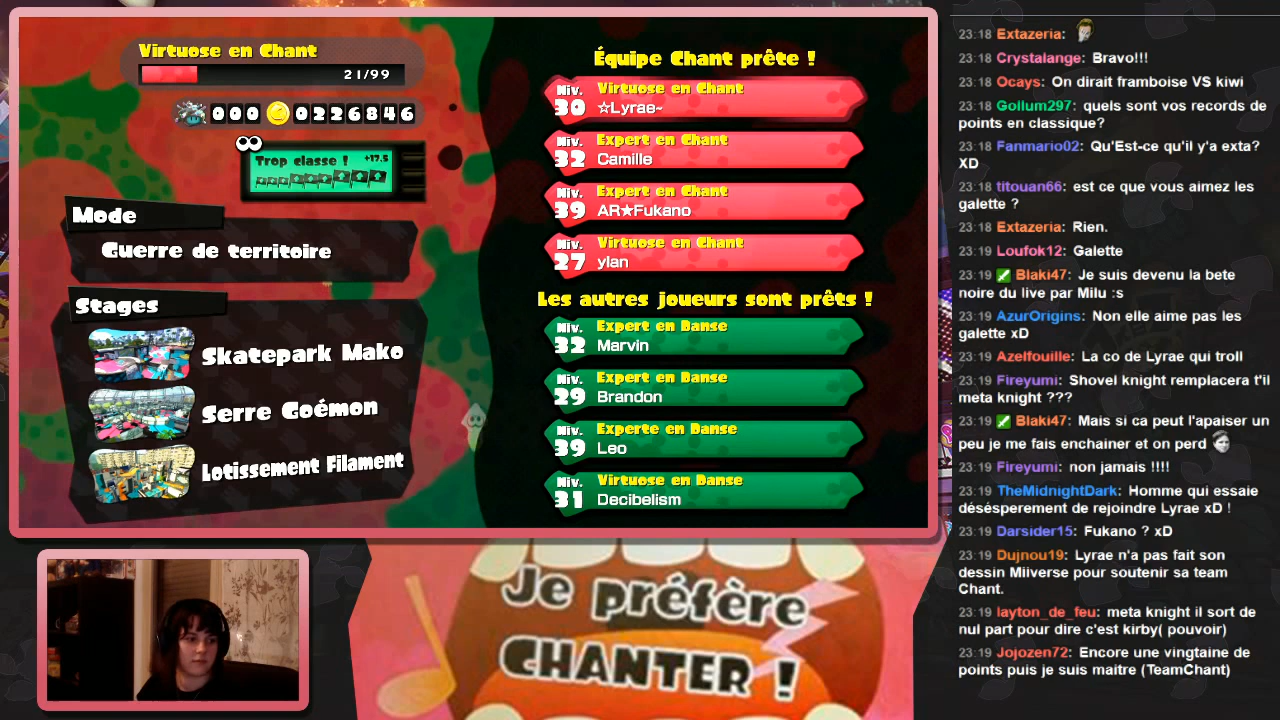 Virtuose en Chant
21/99
000 0226846
Trop classe ! +17.5
Mode
Guerre de territoire
Stages
Skatepark Mako
Serre Goémon
Lotissement Filament
Équipe Chant prête !
Niv. 30 Virtuose en Chant
☆Lyrae~
Niv. 32 Expert en Chant
Camille
Niv. 39 Expert en Chant
AR★Fukano
Niv. 27 Virtuose en Chant
ylan
Les autres joueurs sont prêts !
Niv. 32 Expert en Danse
Marvin
Niv. 29 Expert en Danse
Brandon
Niv. 39 Experte en Danse
Leo
Niv. 31 Virtuose en Danse
Decibelism
Je préfère
CHANTER !
23:18 Extazeria:
23:18 Crystalange: Bravo!!!
23:18 Ocays: On dirait framboise VS kiwi
23:18 Gollum297: quels sont vos records de
points en classique?
23:18 Fanmario02: Qu'Est-ce qu'il y'a exta?
XD
23:18 titouan66: est ce que vous aimez les
galette ?
23:18 Extazeria: Rien.
23:19 Loufok12: Galette
23:19 Blaki47: Je suis devenu la bete
noire du live par Milu :s
23:19 AzurOrigins: Non elle aime pas les
galette xD
23:19 Azelfouille: La co de Lyrae qui troll
23:19 Fireyumi: Shovel knight remplacera t'il
meta knight ???
23:19 Blaki47: Mais si ca peut l'apaiser un
peu je me fais enchainer et on perd
23:19 Fireyumi: non jamais !!!!
23:19 TheMidnightDark: Homme qui essaie
désésperement de rejoindre Lyrae xD !
23:19 Darsider15: Fukano ? xD
23:19 Dujnou19: Lyrae n'a pas fait son
dessin Miiverse pour soutenir sa team
Chant.
23:19 layton_de_feu: meta knight il sort de
nul part pour dire c'est kirby( pouvoir)
23:19 Jojozen72: Encore une vingtaine de
points puis je suis maitre (TeamChant)